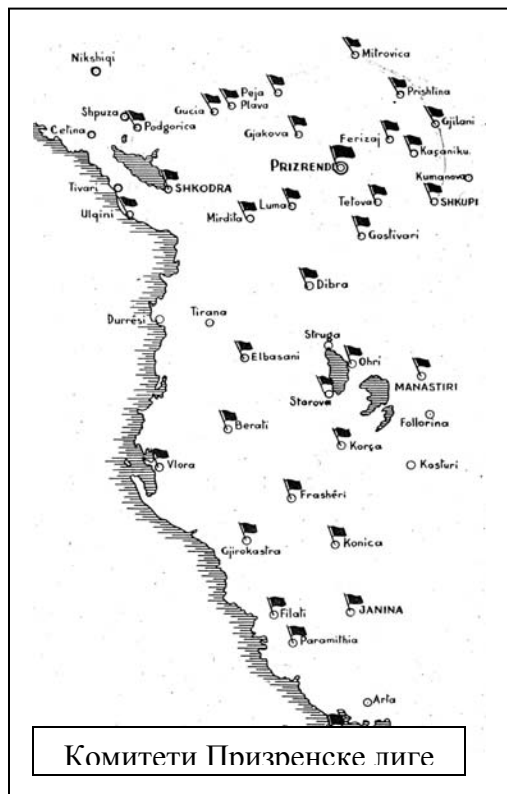 Mitrovica
Nikshiqi
Peja
Plava
Gucia
Prishtina
Shpuza
Podgorica
Gjilani
Cetina
Gjakova
Ferizaj
Kaçaniku
PRIZREND
Kumanova
Tivari
SHKODRA
Luma
Tetova
SHKUPI
Ulqini
Mirdita
Gostivari
Dibra
Tirana
Durrësi
Struga
Elbasani
Ohri
MANASTIRI
Starova
Follorina
Berati
Korça
Vlora
Kosturi
Frashëri
Gjirokastra
Konica
Filati
JANINA
Paramithia
Arta
Комитети Призренске лиге